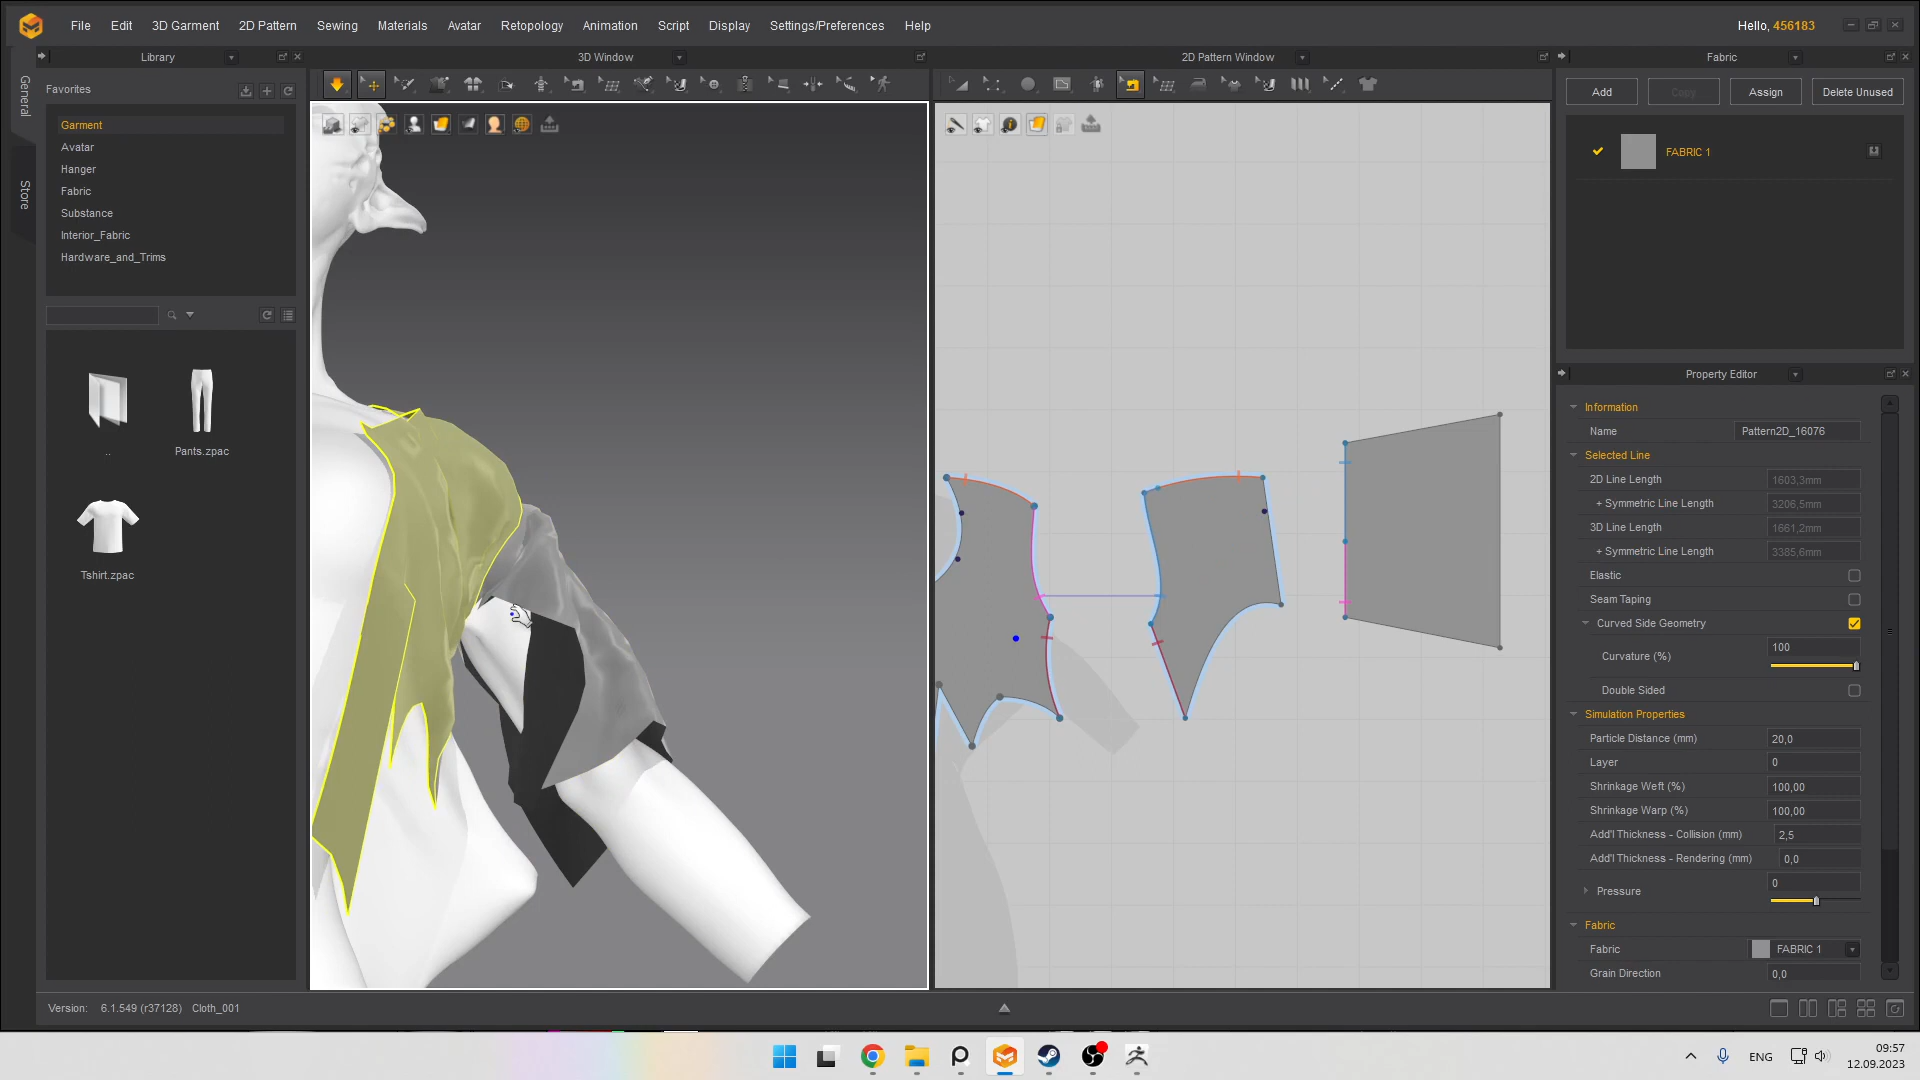 File Edit 3D Garment 2D Pattern Sewing Materials Avatar Retopology Animation Script Display Settings/Preferences Help
Hello, 456183
Library
3D Window
2D Pattern Window
Fabric
General
Store
Favorites
Garment
Avatar
Hanger
Fabric
Substance
Interior_Fabric
Hardware_and_Trims
..
Pants.zpac
Tshirt.zpac
Add Copy Assign Delete Unused
FABRIC 1
Property Editor
Information
Name Pattern2D_16076
Selected Line
2D Line Length 1603,3mm
+ Symmetric Line Length 3206,5mm
3D Line Length 1661,2mm
+ Symmetric Line Length 3385,6mm
Elastic
Seam Taping
Curved Side Geometry
Curvature (%) 100
Double Sided
Simulation Properties
Particle Distance (mm) 20,0
Layer 0
Shrinkage Weft (%) 100,00
Shrinkage Warp (%) 100,00
Add'l Thickness - Collision (mm) 2,5
Add'l Thickness - Rendering (mm) 0,0
Pressure 0
Fabric
Fabric FABRIC 1
Grain Direction 0,0
Version: 6.1.549 (r37128) Cloth_001
ENG
09:57
12.09.2023